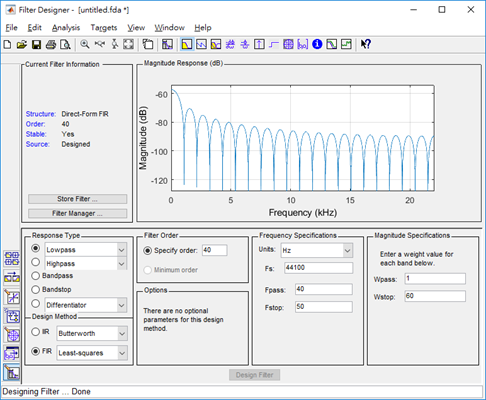 Filter Designer - [untitled.fda *]
File Edit Analysis Targets View Window Help
Current Filter Information
Structure: Direct-Form FIR
Order: 40
Stable: Yes
Source: Designed
Store Filter ...
Filter Manager ...
Magnitude Response (dB)
Magnitude (dB)
-60
-80
-100
-120
0 5 10 15 20
Frequency (kHz)
Response Type
Lowpass
Highpass
Bandpass
Bandstop
Differentiator
Design Method
IIR Butterworth
FIR Least-squares
Filter Order
Specify order: 40
Minimum order
Options
There are no optional
parameters for this design
method.
Frequency Specifications
Units: Hz
Fs: 44100
Fpass: 40
Fstop: 50
Magnitude Specifications
Enter a weight value for
each band below.
Wpass: 1
Wstop: 60
Design Filter
Designing Filter ... Done